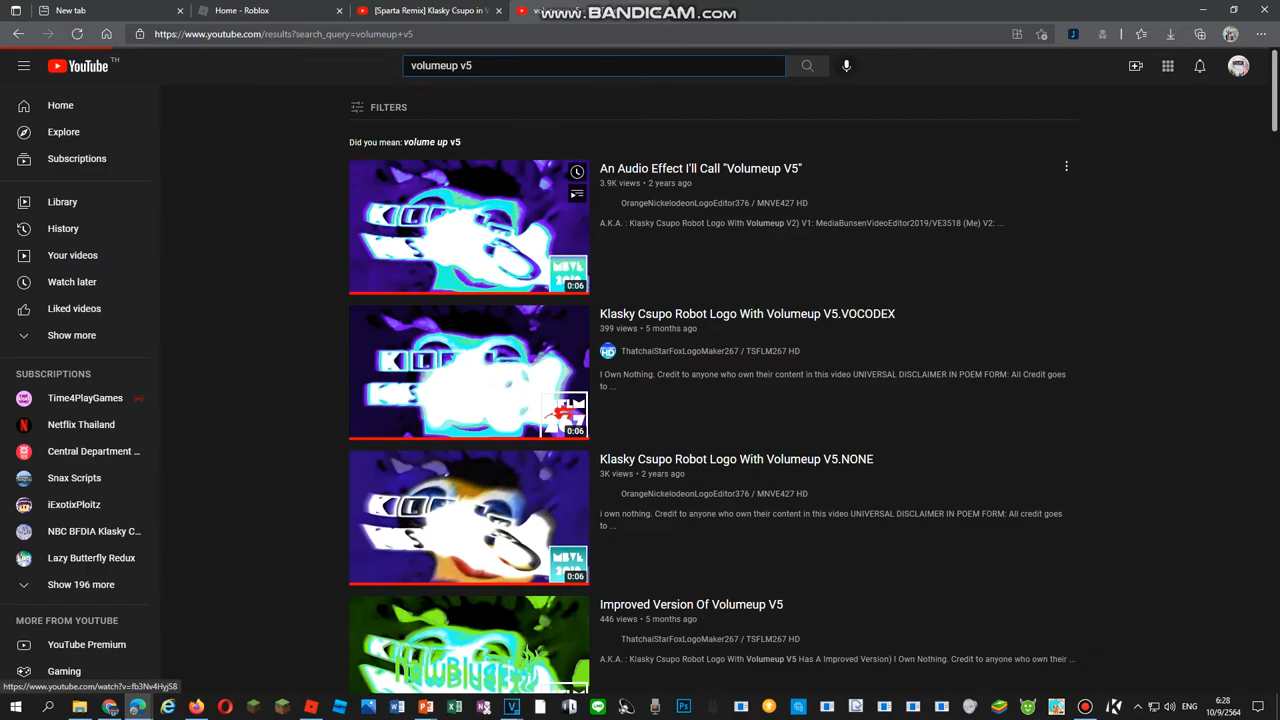 New tab
Home - Roblox
[Sparta Remix] Klasky Csupo in V
www.BANDICAM.com
https://www.youtube.com/results?search_query=volumeup+v5
YouTube TH
volumeup v5
Home
Explore
Subscriptions
Library
History
Your videos
Watch later
Liked videos
Show more
SUBSCRIPTIONS
Time4PlayGames
Netflix Thailand
Central Department ...
Snax Scripts
iExotixPloitz
NBC BFDIA Klasky C...
Lazy Butterfly Redux
Show 196 more
MORE FROM YOUTUBE
YouTube Premium
Gaming
FILTERS
Did you mean: volume up v5
An Audio Effect I'll Call "Volumeup V5"
3.9K views • 2 years ago
OrangeNickelodeonLogoEditor376 / MNVE427 HD
A.K.A. : Klasky Csupo Robot Logo With Volumeup V2) V1: MediaBunsenVideoEditor2019/VE3518 (Me) V2: ...
0:06
Klasky Csupo Robot Logo With Volumeup V5.VOCODEX
399 views • 5 months ago
ThatchaiStarFoxLogoMaker267 / TSFLM267 HD
I Own Nothing. Credit to anyone who own their content in this video UNIVERSAL DISCLAIMER IN POEM FORM: All Credit goes
to ...
0:06
Klasky Csupo Robot Logo With Volumeup V5.NONE
3K views • 2 years ago
OrangeNickelodeonLogoEditor376 / MNVE427 HD
i own nothing. Credit to anyone who own their content in this video UNIVERSAL DISCLAIMER IN POEM FORM: All credit goes
to ...
0:06
Improved Version Of Volumeup V5
446 views • 5 months ago
ThatchaiStarFoxLogoMaker267 / TSFLM267 HD
A.K.A. : Klasky Csupo Robot Logo With Volumeup V5 Has A Improved Version) I Own Nothing. Credit to anyone who own their ...
https://www.youtube.com/watch?v=fb3Nv4HyjS8
ENG
6:28
10/9/2564